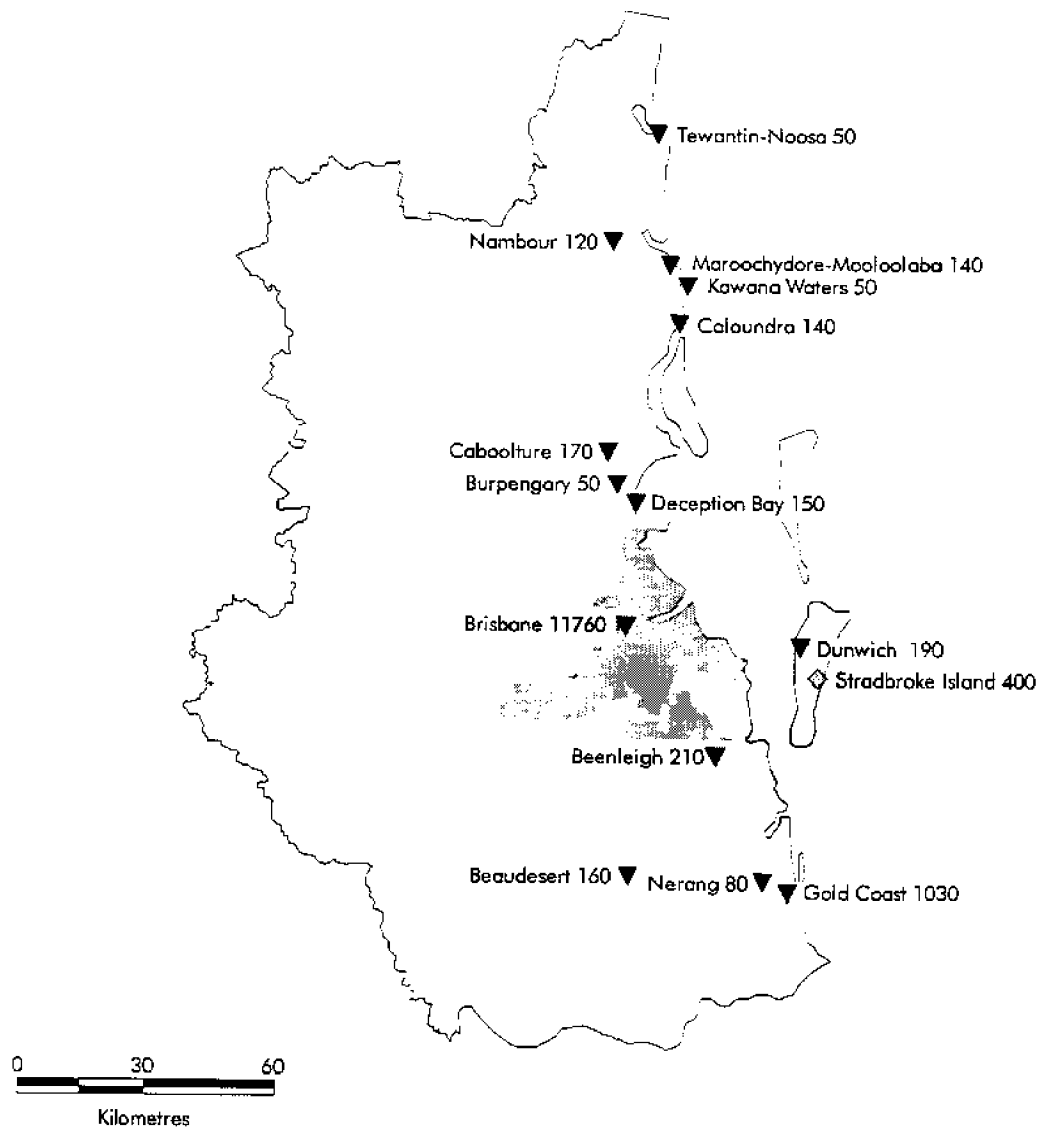 Tewantin-Noosa 50
Nambour 120
Maroochydore-Mooloolaba 140
Kawana Waters 50
Caloundra 140
Caboolture 170
Burpengary 50
Deception Bay 150
Brisbane 11760
Dunwich 190
Stradbroke Island 400
Beenleigh 210
Beaudesert 160
Nerang 80
Gold Coast 1030
0 30 60
Kilometres